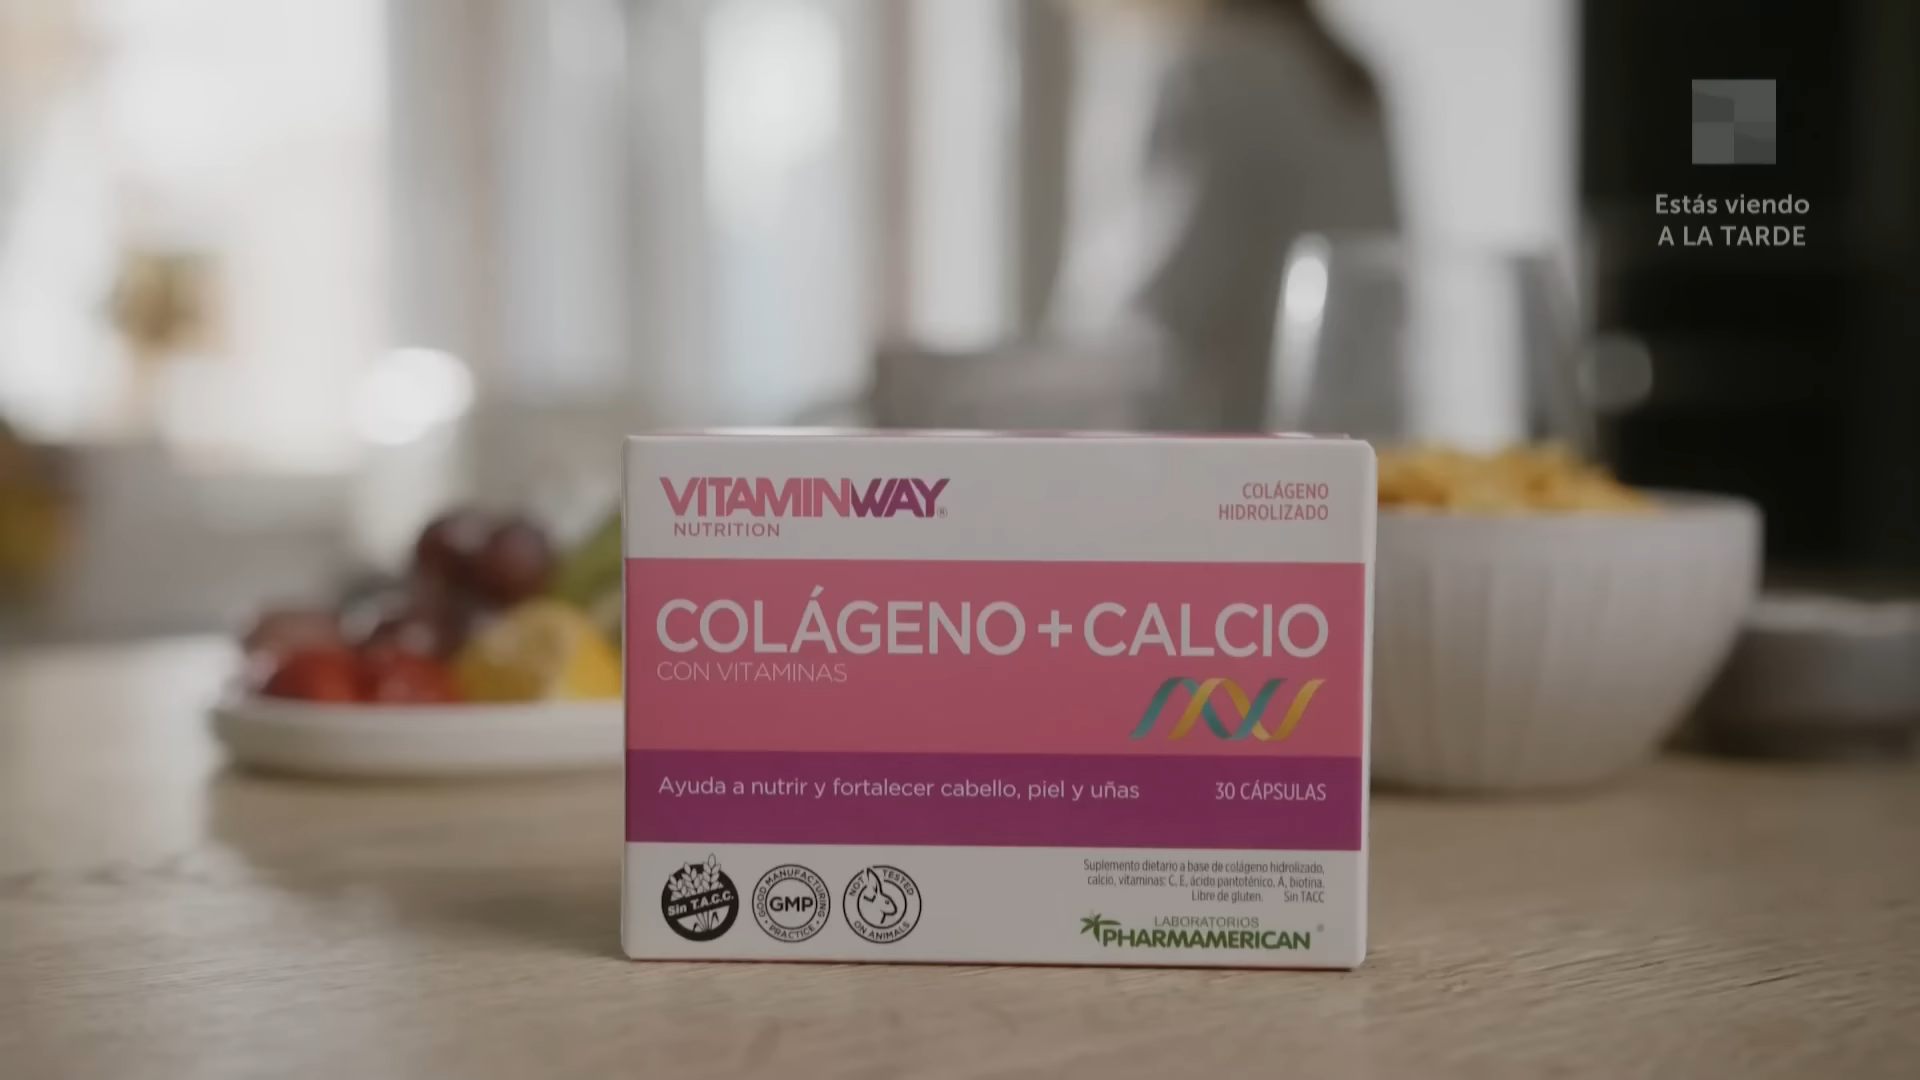 Estás viendo
A LA TARDE
VITAMINWAY®
NUTRITION
COLÁGENO
HIDROLIZADO
COLÁGENO + CALCIO
CON VITAMINAS
Ayuda a nutrir y fortalecer cabello, piel y uñas
30 CÁPSULAS
Sin T.A.C.C.
GOOD MANUFACTURING
GMP
PRACTICE
NOT TESTED
ON ANIMALS
Suplemento dietario a base de colágeno hidrolizado,
calcio, vitaminas: C, E, ácido pantoténico, A, biotina.
Libre de gluten. Sin TACC
LABORATORIOS
PHARMAMERICAN®